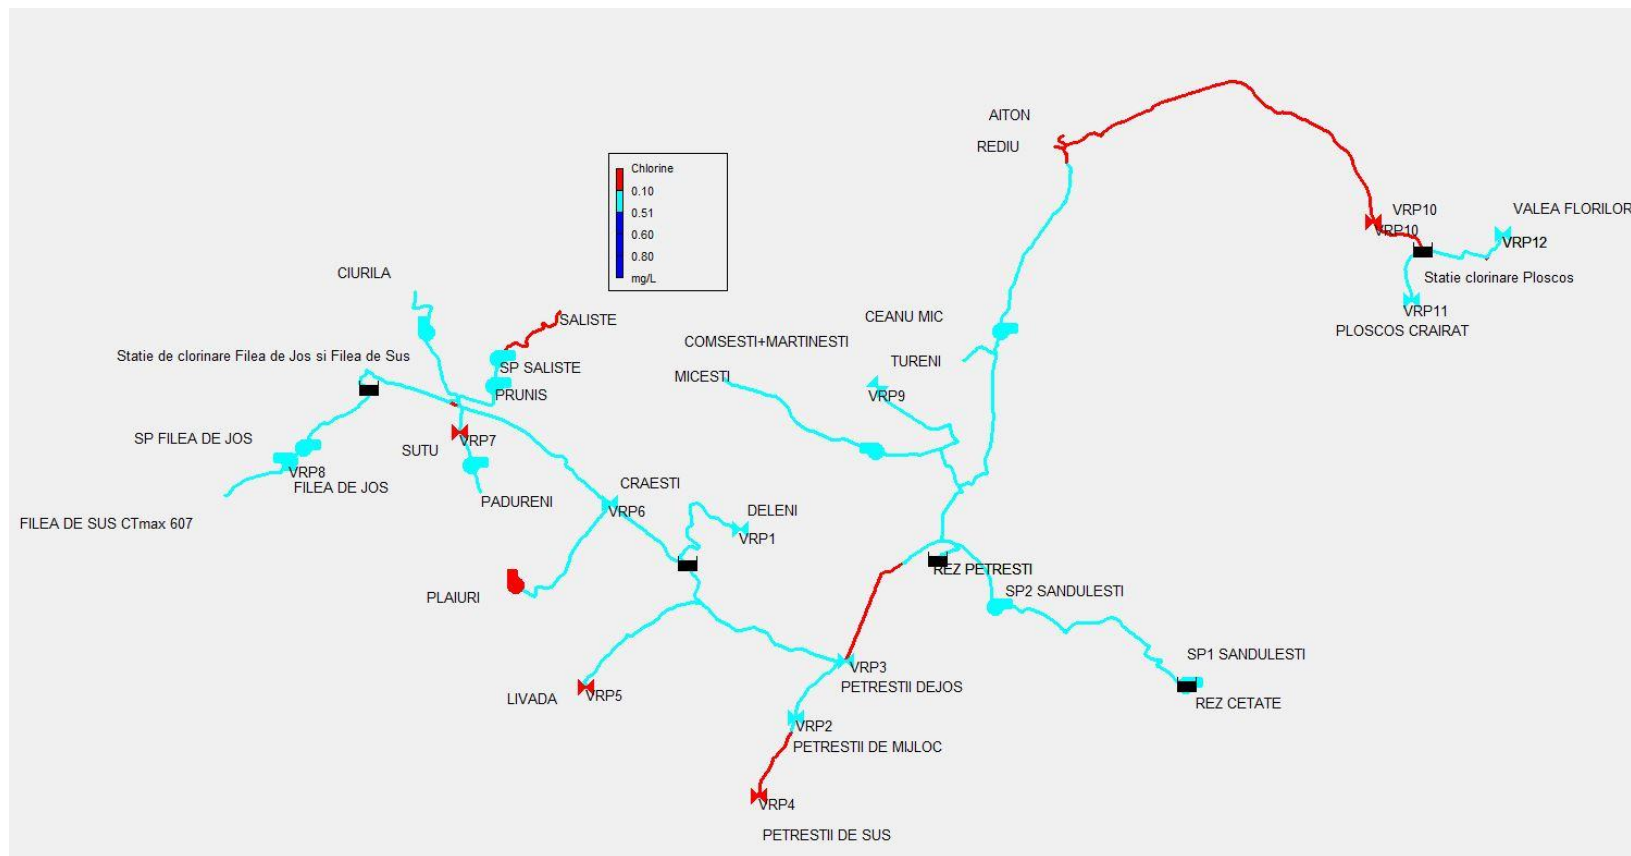 AITON
REDIU
Chlorine
0.10
0.51
0.60
0.80
mg/L
VRP10
VRP10
VALEA FLORILOR
VRP12
Statie clorinare Ploscos
VRP11
PLOSCOS CRAIRAT
CIURILA
SALISTE
CEANU MIC
COMSESTI+MARTINESTI
TURENI
Statie de clorinare Filea de Jos si Filea de Sus
SP SALISTE
MICESTI
PRUNIS
VRP9
SP FILEA DE JOS
SUTU
VRP7
VRP8
FILEA DE JOS
PADURENI
CRAESTI
VRP6
DELENI
VRP1
FILEA DE SUS CTmax 607
REZ PETRESTI
PLAIURI
SP2 SANDULESTI
SP1 SANDULESTI
VRP3
PETRESTII DEJOS
LIVADA
VRP5
REZ CETATE
VRP2
PETRESTII DE MIJLOC
VRP4
PETRESTII DE SUS